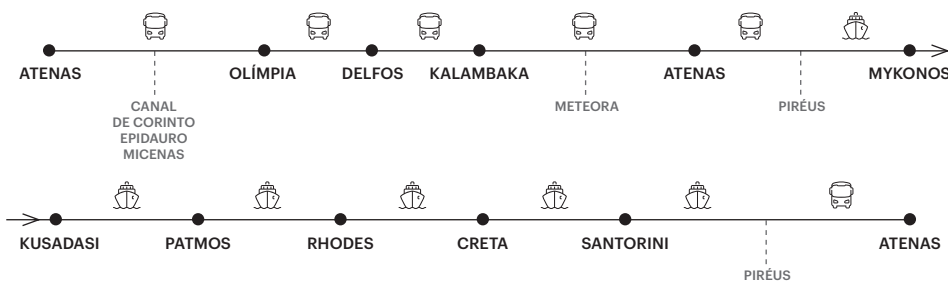 ATENAS OLÍMPIA DELFOS KALAMBAKA ATENAS MYKONOS
CANAL
DE CORINTO
EPIDAURO
MICENAS
METEORA
PIRÉUS
KUSADASI PATMOS RHODES CRETA SANTORINI ATENAS
PIRÉUS